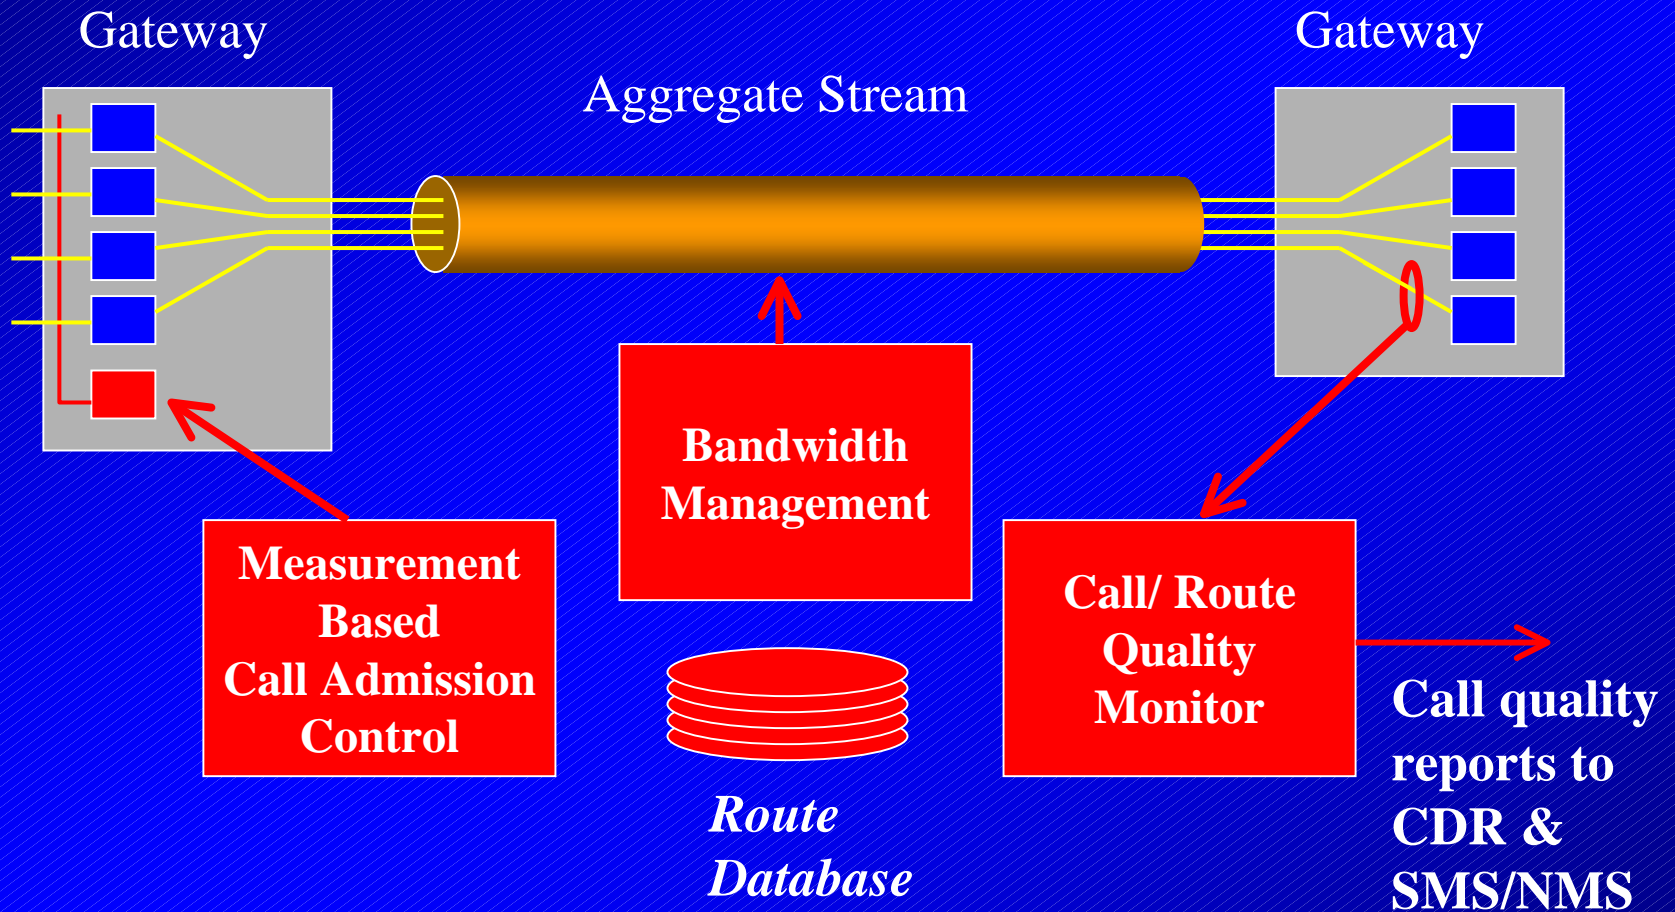 Gateway
Gateway
Aggregate Stream
Bandwidth
Management
Measurement
Based
Call Admission
Control
Call/ Route
Quality
Monitor
Route
Database
Call quality
reports to
CDR &
SMS/NMS